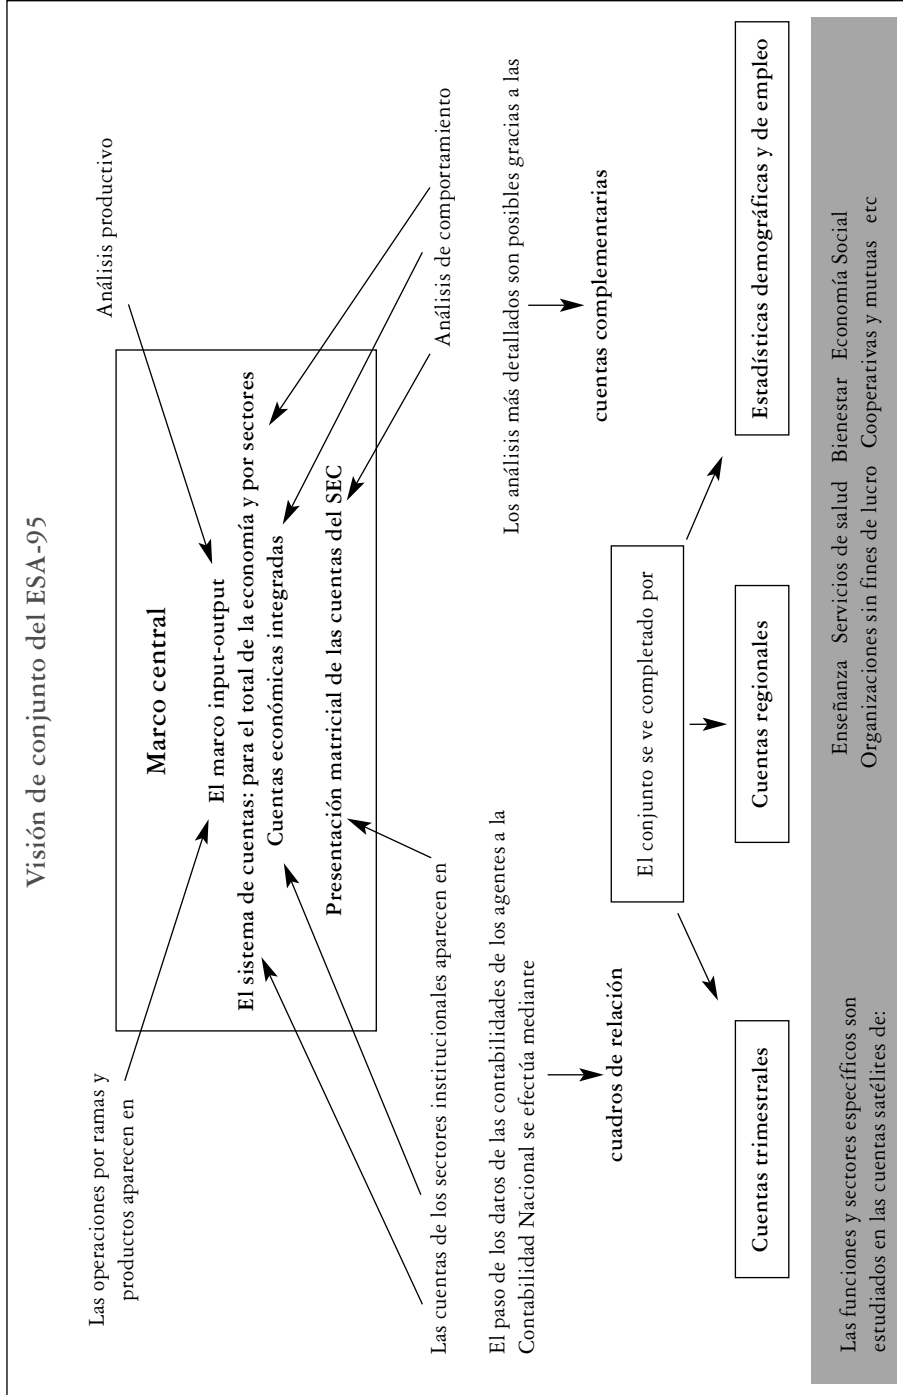 Visión de conjunto del ESA-95
Las operaciones por ramas y
productos aparecen en
Análisis productivo
Marco central
El marco input-output
El sistema de cuentas: para el total de la economía y por sectores
Cuentas económicas integradas
Presentación matricial de las cuentas del SEC
Las cuentas de los sectores institucionales aparecen en
Análisis de comportamiento
El paso de los datos de las contabilidades de los agentes a la
Contabilidad Nacional se efectúa mediante
cuadros de relación
Los análisis más detallados son posibles gracias a las
cuentas complementarias
El conjunto se ve completado por
Cuentas trimestrales
Cuentas regionales
Estadísticas demográficas y de empleo
Las funciones y sectores específicos son
estudiados en las cuentas satélites de:
Enseñanza Servicios de salud Bienestar Economía Social
Organizaciones sin fines de lucro Cooperativas y mutuas etc